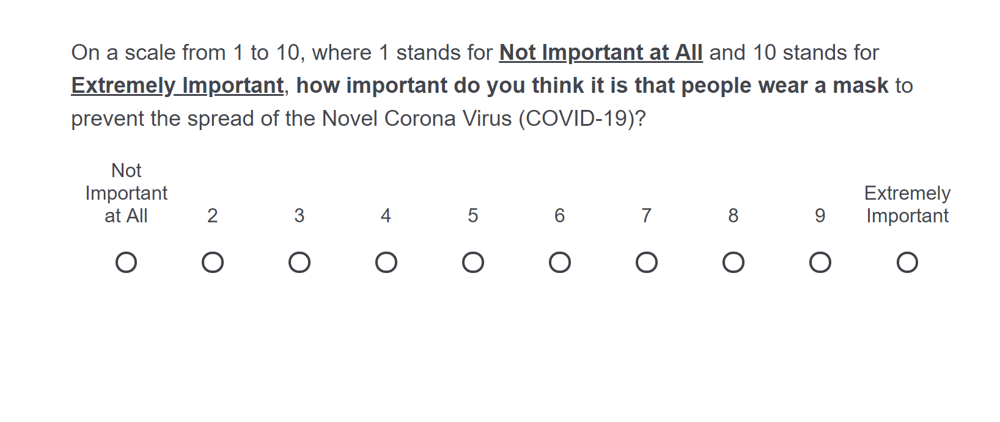 On a scale from 1 to 10, where 1 stands for Not Important at All and 10 stands for
Extremely Important, how important do you think it is that people wear a mask to
prevent the spread of the Novel Corona Virus (COVID-19)?
Not
Important
at All
2
3
4
5
6
7
8
9
Extremely
Important